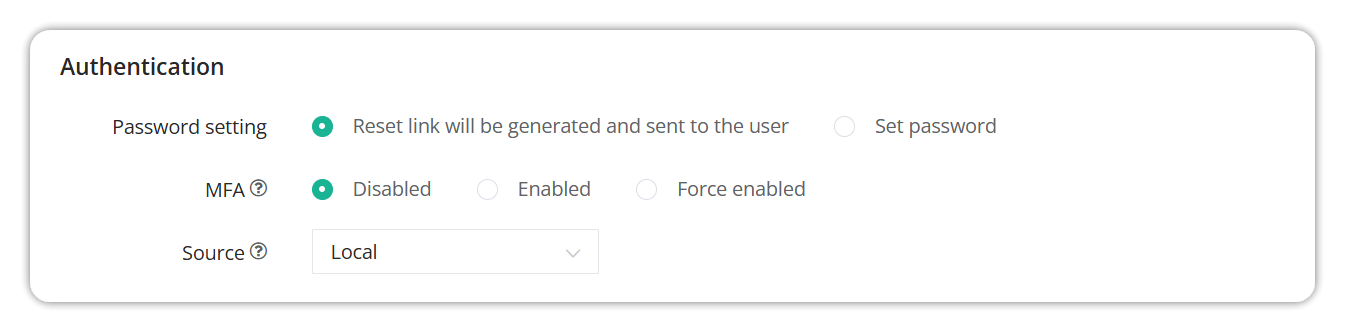 Authentication
Password setting Reset link will be generated and sent to the user Set password
MFA ? Disabled Enabled Force enabled
Source ? Local